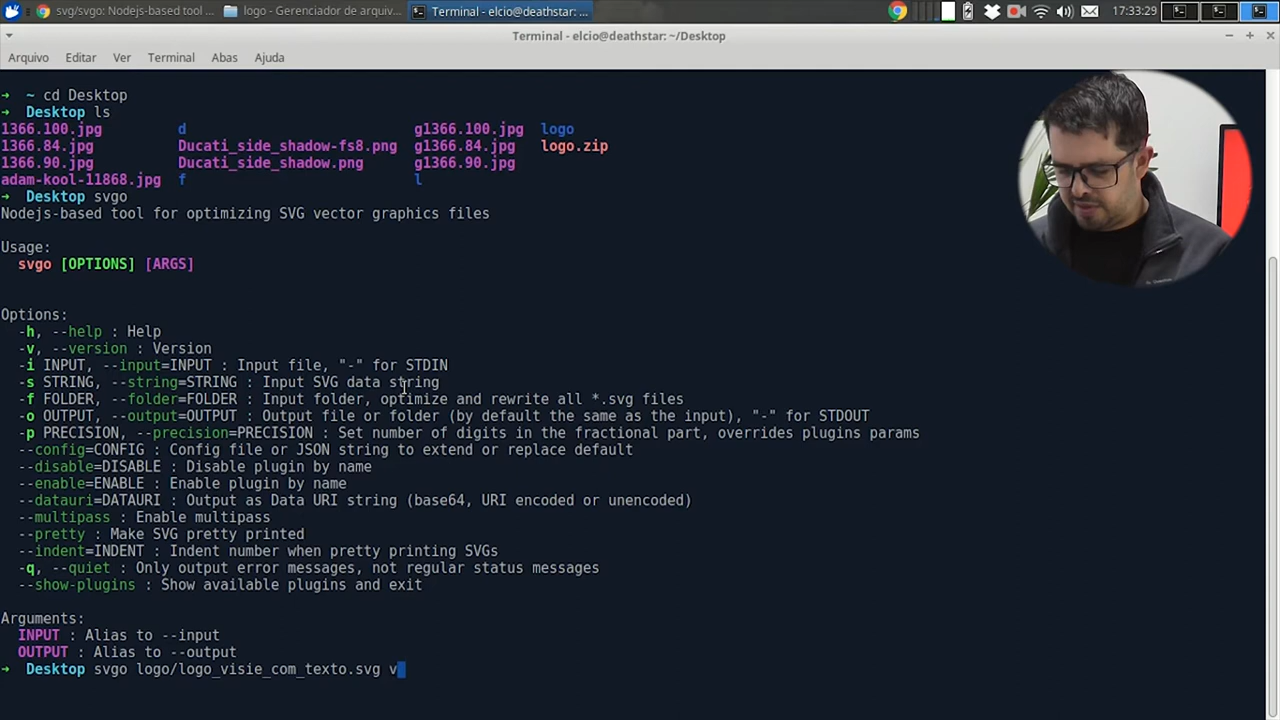 svg/svgo: Nodejs-based tool ...
logo - Gerenciador de arquiv...
Terminal - elcio@deathstar: ...
17:33:29
Terminal - elcio@deathstar: ~/Desktop
Arquivo Editar Ver Terminal Abas Ajuda
➜ ~ cd Desktop
➜ Desktop ls
1366.100.jpg d g1366.100.jpg logo
1366.84.jpg Ducati_side_shadow-fs8.png g1366.84.jpg logo.zip
1366.90.jpg Ducati_side_shadow.png g1366.90.jpg
adam-kool-11868.jpg f l
➜ Desktop svgo
Nodejs-based tool for optimizing SVG vector graphics files
Usage:
svgo [OPTIONS] [ARGS]
Options:
-h, --help : Help
-v, --version : Version
-i INPUT, --input=INPUT : Input file, "-" for STDIN
-s STRING, --string=STRING : Input SVG data string
-f FOLDER, --folder=FOLDER : Input folder, optimize and rewrite all *.svg files
-o OUTPUT, --output=OUTPUT : Output file or folder (by default the same as the input), "-" for STDOUT
-p PRECISION, --precision=PRECISION : Set number of digits in the fractional part, overrides plugins params
--config=CONFIG : Config file or JSON string to extend or replace default
--disable=DISABLE : Disable plugin by name
--enable=ENABLE : Enable plugin by name
--datauri=DATAURI : Output as Data URI string (base64, URI encoded or unencoded)
--multipass : Enable multipass
--pretty : Make SVG pretty printed
--indent=INDENT : Indent number when pretty printing SVGs
-q, --quiet : Only output error messages, not regular status messages
--show-plugins : Show available plugins and exit
Arguments:
INPUT : Alias to --input
OUTPUT : Alias to --output
➜ Desktop svgo logo/logo_visie_com_texto.svg v